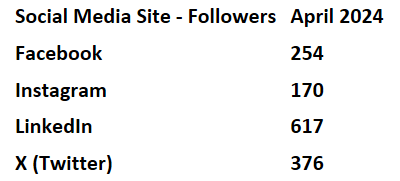 Social Media Site - Followers April 2024
Facebook 254
Instagram 170
LinkedIn 617
X (Twitter) 376